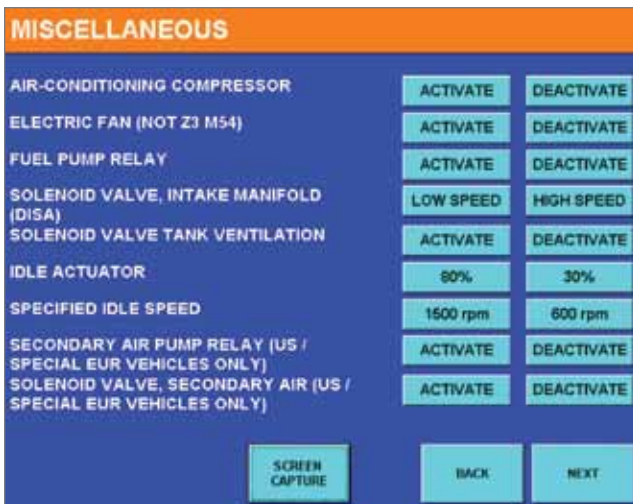 MISCELLANEOUS
AIR-CONDITIONING COMPRESSOR ACTIVATE DEACTIVATE
ELECTRIC FAN (NOT Z3 M54) ACTIVATE DEACTIVATE
FUEL PUMP RELAY ACTIVATE DEACTIVATE
SOLENOID VALVE, INTAKE MANIFOLD LOW SPEED HIGH SPEED
(DISA)
SOLENOID VALVE TANK VENTILATION ACTIVATE DEACTIVATE
IDLE ACTUATOR 80% 30%
SPECIFIED IDLE SPEED 1500 rpm 600 rpm
SECONDARY AIR PUMP RELAY (US / ACTIVATE DEACTIVATE
SPECIAL EUR VEHICLES ONLY)
SOLENOID VALVE, SECONDARY AIR (US / ACTIVATE DEACTIVATE
SPECIAL EUR VEHICLES ONLY)
SCREEN
CAPTURE
BACK NEXT